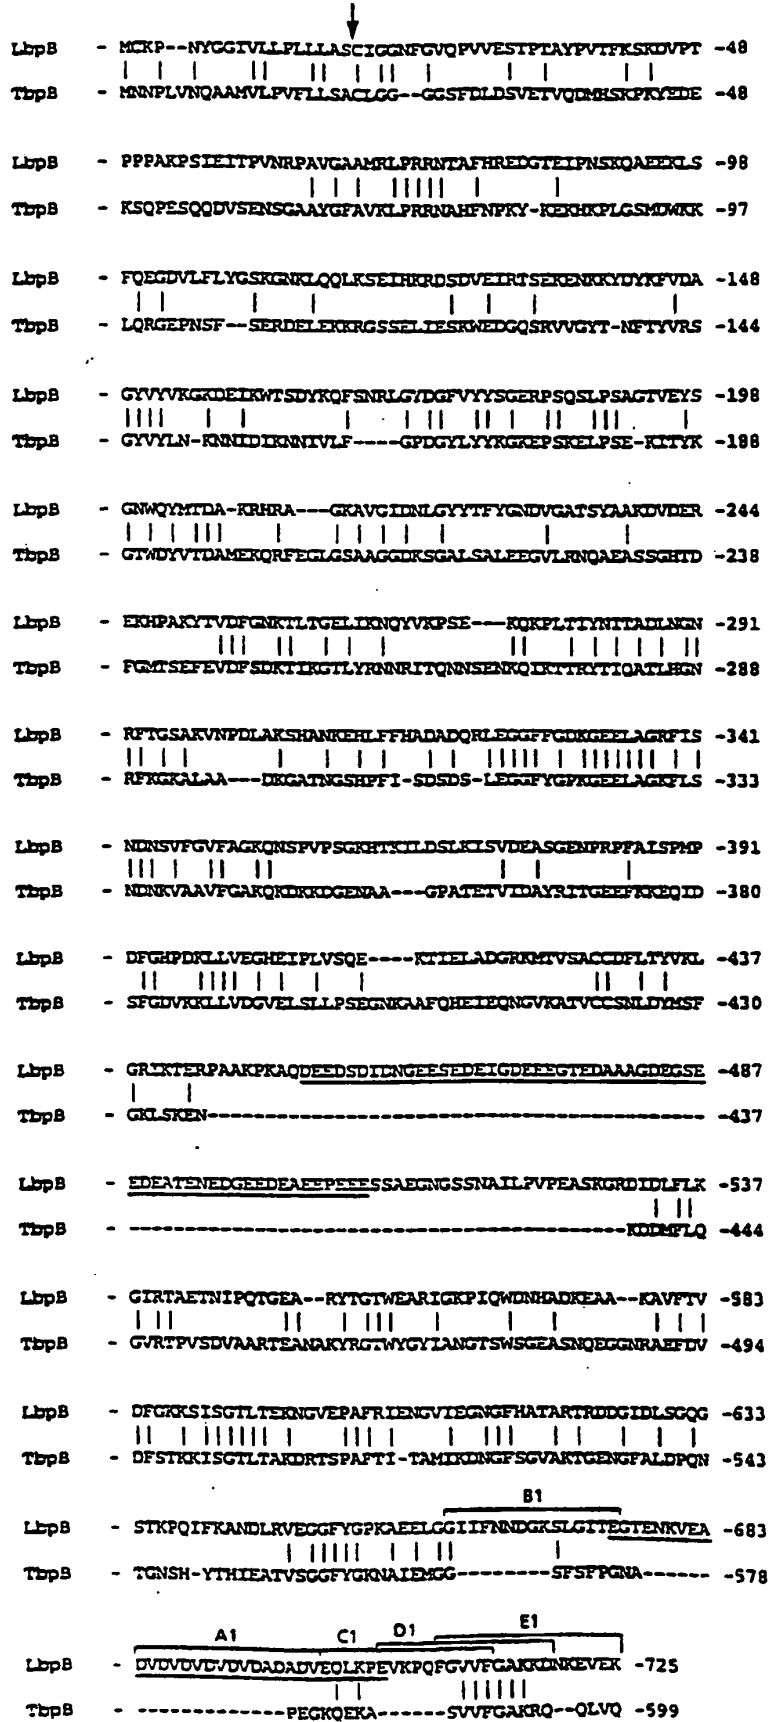 LbpB - MCKP--NYGGIVLLPLLLASCIGGNFGVQPVVESTPTAYPVTFKSKDVPT -48
TbpB - MNNPLVNQAAMVLPVFLLSACLGG--GGSFDLDSVETVQDMHSKPKYEDE -48
LbpB - PPPAKPSIEITPVNRPAVGAAMRLPRRNTAFHREDGTEIPNSKQAEEKLS -98
TbpB - KSQPESQQDVSENSGAAYGFAVKLPRRNAHFNPKY-KEKHKPLGSMDWKK -97
LbpB - FQEGDVLFLYGSKGNKLQQLKSEIHKRDSDVEIRTSEKENKKYDYKFVDA -148
TbpB - LQRGEPNSF--SERDELEKKRGSSELIESKWEDGQSRVVGYT-NFTYVRS -144
LbpB - GYVYVKGKDEIKWTSDYKQFSNRLGYDGFVYYSGERPSQSLPSAGTVEYS -198
TbpB - GYVYLN-KNNIDIKNNIVLF----GPDGYLYYKGKEPSKELPSE-KITYK -188
LbpB - GNWQYMTDA-KRHRA---GKAVGIDNLGYYTFYGNDVGATSYAAKDVDER -244
TbpB - GTWDYVTDAMEKQRFEGLGSAAGGDKSGALSALEEGVLRNQAEASSGHTD -238
LbpB - EKHPAKYTVDFGNKTLTGELIKNQYVKPSE---KQKPLTIYNITADLNGN -291
TbpB - FGMTSEFEVDFSDKTIKGTLYRNNRITQNNSENKQIKTTRYTIQATLHGN -288
LbpB - RFTGSAKVNPDLAKSHANKEHLFFHADADQRLEGGFFGDKGEELAGRFIS -341
TbpB - RFKGKALAA---DKGATNGSHPFI-SDSDS-LEGGFYGPKGEELAGKFLS -333
LbpB - NDNSVFGVFAGKQNSPVPSGKHTKILDSLKISVDEASGENPRPFAISPMP -391
TbpB - NDNKVAAVFGAKQKDKKDGENAA---GPATETVIDAYRITGEEFKKEQID -380
LbpB - DFGHPDKLLVEGHEIPLVSQE----KTIELADGRKMTVSACCDFLTYVKL -437
TbpB - SFGDVKKLLVDGVELSLLPSEGNKAAFQHEIEQNGVKATVCCSNLDYMSF -430
LbpB - GRIKTERPAAKPKAQDEEDSDIDNGEESEDEIGDEEEGTEDAAAGDEGSE -487
TbpB - GKLSKEN------------------------------------------- -437
LbpB - EDEATENEDGEEDEAEEPEEESSAEGNGSSNAILPVPEASKGRDIDLFLK -537
TbpB - -------------------------------------------KDDMFLQ -444
LbpB - GIRTAETNIPQTGEA--RYTGTWEARIGKPIQWDNHADKEAA--KAVFTV -583
TbpB - GVRTPVSDVAARTEANAKYRGTWYGYIANGTSWSGEASNQEGGNRAEFDV -494
LbpB - DFGKKSISGTLTEKNGVEPAFRIENGVIEGNGFHATARTRDDGIDLSGQG -633
TbpB - DFSTKKISGTLTAKDRTSPAFTI-TAMIKDNGFSGVAKTGENGFALDPQN -543
B1
LbpB - STKPQIFKANDLRVEGGFYGPKAEELGGIIFNNDGKSLGITEGTENKVEA -683
TbpB - TGNSH-YTHIEATVSGGFYGKNAIEMGG---------SFSFPGNA----- -578
A1 C1 D1 E1
LbpB - DVDVDVDVDVDADADVEQLKPEVKPQFGVVFGAKKDNKEVEK -725
TbpB - -------------PEGKQEKA------SVVFGAKRQ--QLVQ -599